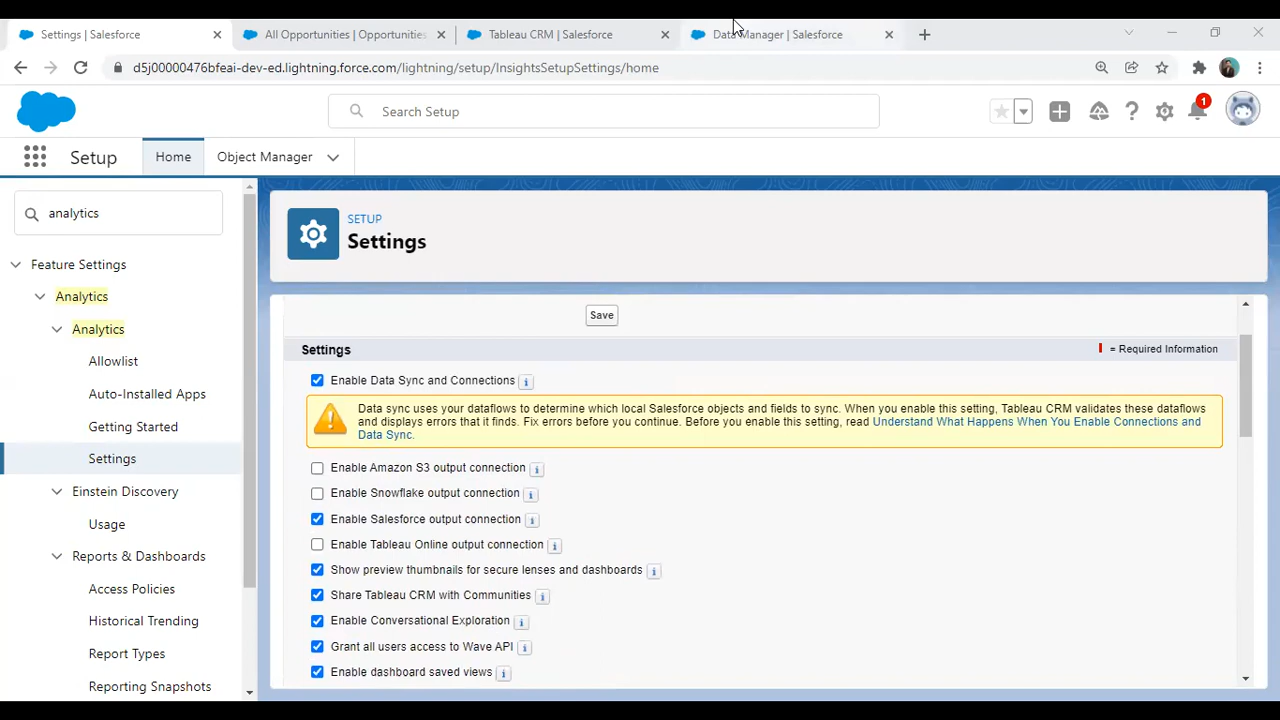 Settings | Salesforce
All Opportunities | Opportunities
Tableau CRM | Salesforce
Data Manager | Salesforce
d5j00000476bfeai-dev-ed.lightning.force.com/lightning/setup/InsightsSetupSettings/home
Search Setup
1
Setup
Home
Object Manager
analytics
Feature Settings
Analytics
Analytics
Allowlist
Auto-Installed Apps
Getting Started
Settings
Einstein Discovery
Usage
Reports & Dashboards
Access Policies
Historical Trending
Report Types
Reporting Snapshots
SETUP
Settings
Save
Settings
= Required Information
Enable Data Sync and Connections
Data sync uses your dataflows to determine which local Salesforce objects and fields to sync. When you enable this setting, Tableau CRM validates these dataflows
and displays errors that it finds. Fix errors before you continue. Before you enable this setting, read Understand What Happens When You Enable Connections and
Data Sync.
Enable Amazon S3 output connection
Enable Snowflake output connection
Enable Salesforce output connection
Enable Tableau Online output connection
Show preview thumbnails for secure lenses and dashboards
Share Tableau CRM with Communities
Enable Conversational Exploration
Grant all users access to Wave API
Enable dashboard saved views